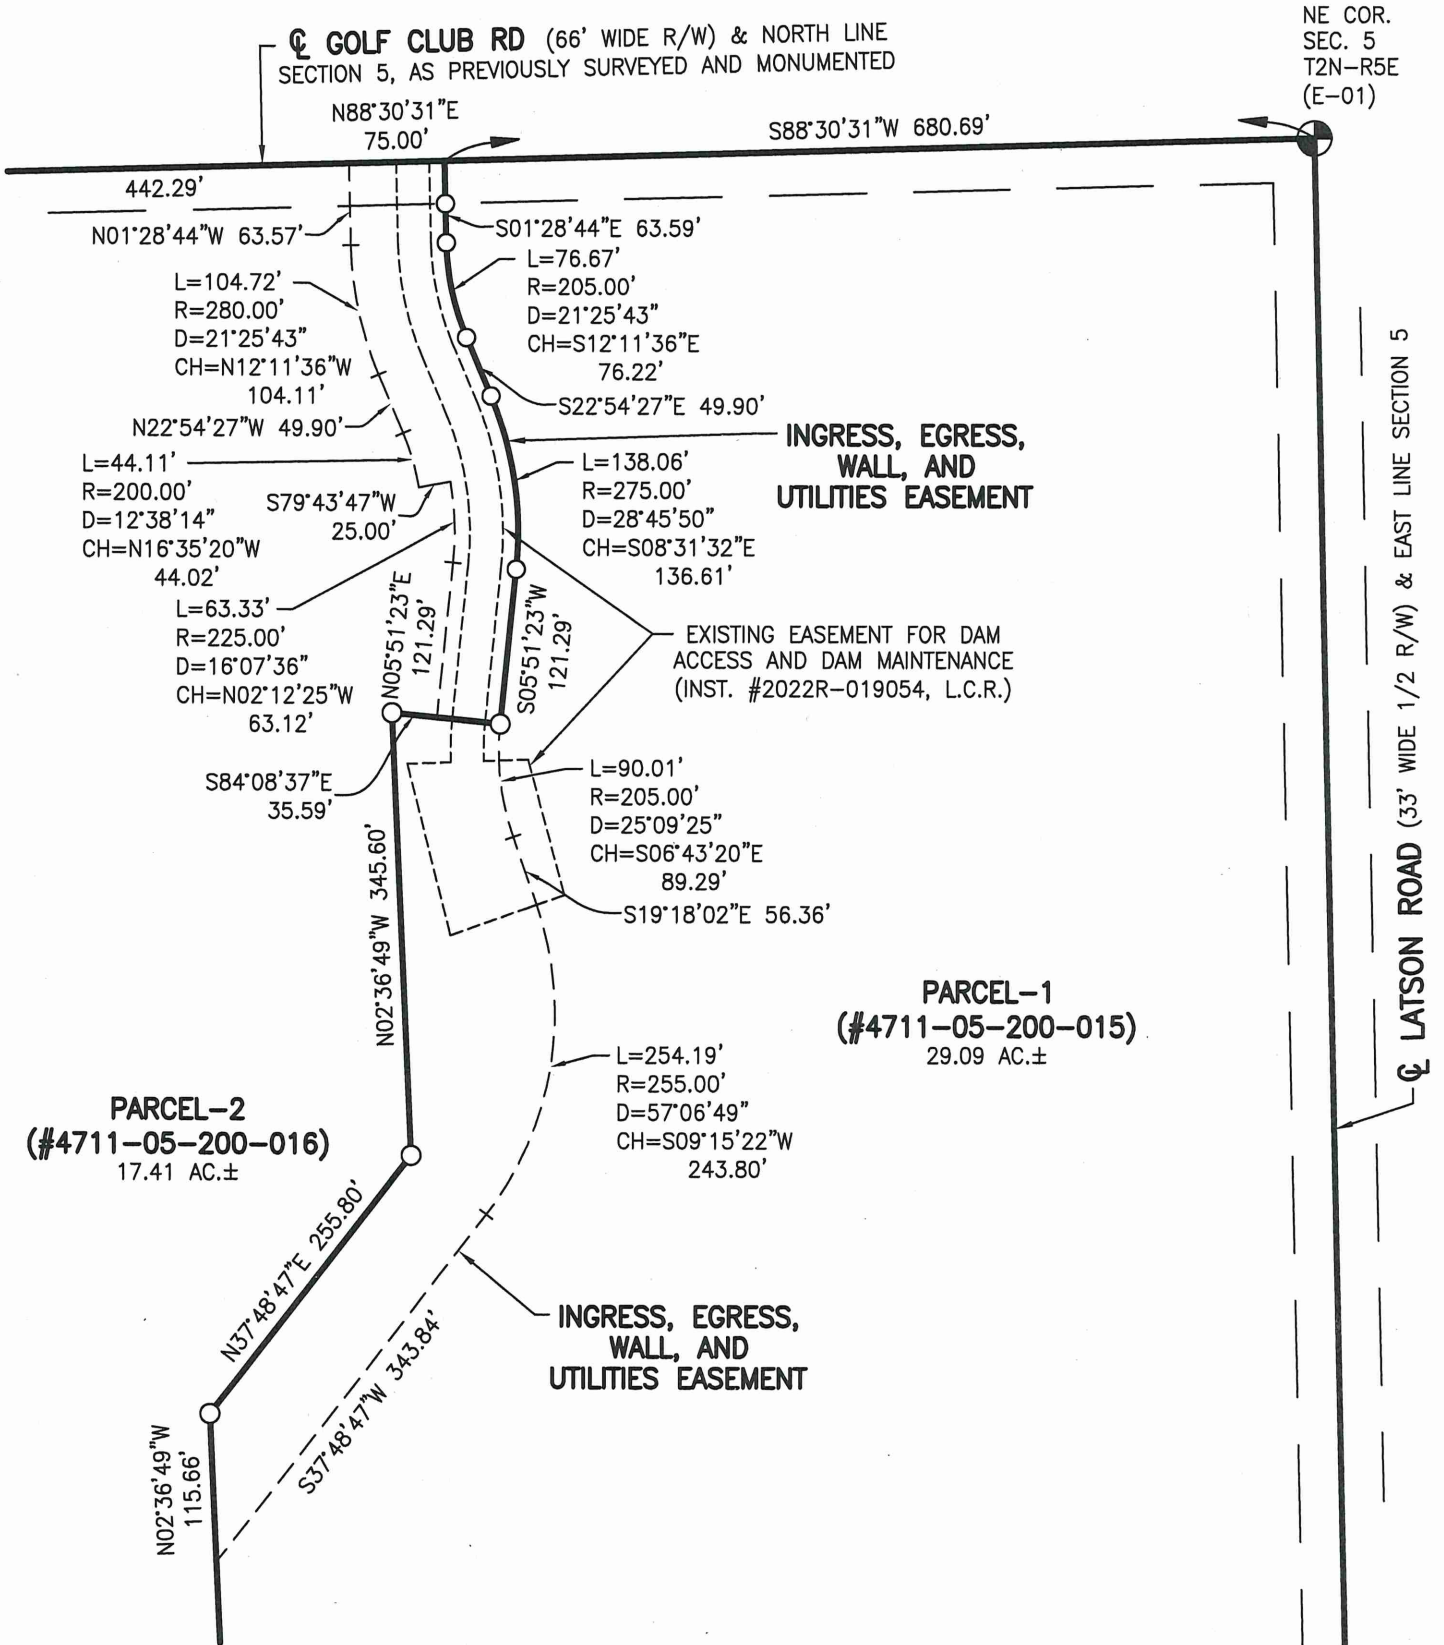 ℄ GOLF CLUB RD (66' WIDE R/W) & NORTH LINE
SECTION 5, AS PREVIOUSLY SURVEYED AND MONUMENTED
NE COR.
SEC. 5
T2N-R5E
(E-01)
N88°30'31"E
75.00'
S88°30'31"W 680.69'
442.29'
N01°28'44"W 63.57'
S01°28'44"E 63.59'
L=104.72'
R=280.00'
D=21°25'43"
CH=N12°11'36"W
104.11'
L=76.67'
R=205.00'
D=21°25'43"
CH=S12°11'36"E
76.22'
N22°54'27"W 49.90'
S22°54'27"E 49.90'
INGRESS, EGRESS,
WALL, AND
UTILITIES EASEMENT
L=44.11'
R=200.00'
D=12°38'14"
CH=N16°35'20"W
44.02'
S79°43'47"W
25.00'
L=138.06'
R=275.00'
D=28°45'50"
CH=S08°31'32"E
136.61'
L=63.33'
R=225.00'
D=16°07'36"
CH=N02°12'25"W
63.12'
N05°51'23"E
121.29'
S05°51'23"W
121.29'
EXISTING EASEMENT FOR DAM
ACCESS AND DAM MAINTENANCE
(INST. #2022R-019054, L.C.R.)
S84°08'37"E
35.59'
L=90.01'
R=205.00'
D=25°09'25"
CH=S06°43'20"E
89.29'
S19°18'02"E 56.36'
N02°36'49"W 345.60'
PARCEL-1
(#4711-05-200-015)
29.09 AC.±
℄ LATSON ROAD (33' WIDE 1/2 R/W) & EAST LINE SECTION 5
L=254.19'
R=255.00'
D=57°06'49"
CH=S09°15'22"W
243.80'
PARCEL-2
(#4711-05-200-016)
17.41 AC.±
N37°48'47"E 255.80'
INGRESS, EGRESS,
WALL, AND
UTILITIES EASEMENT
S37°48'47"W 343.84'
N02°36'49"W
115.66'